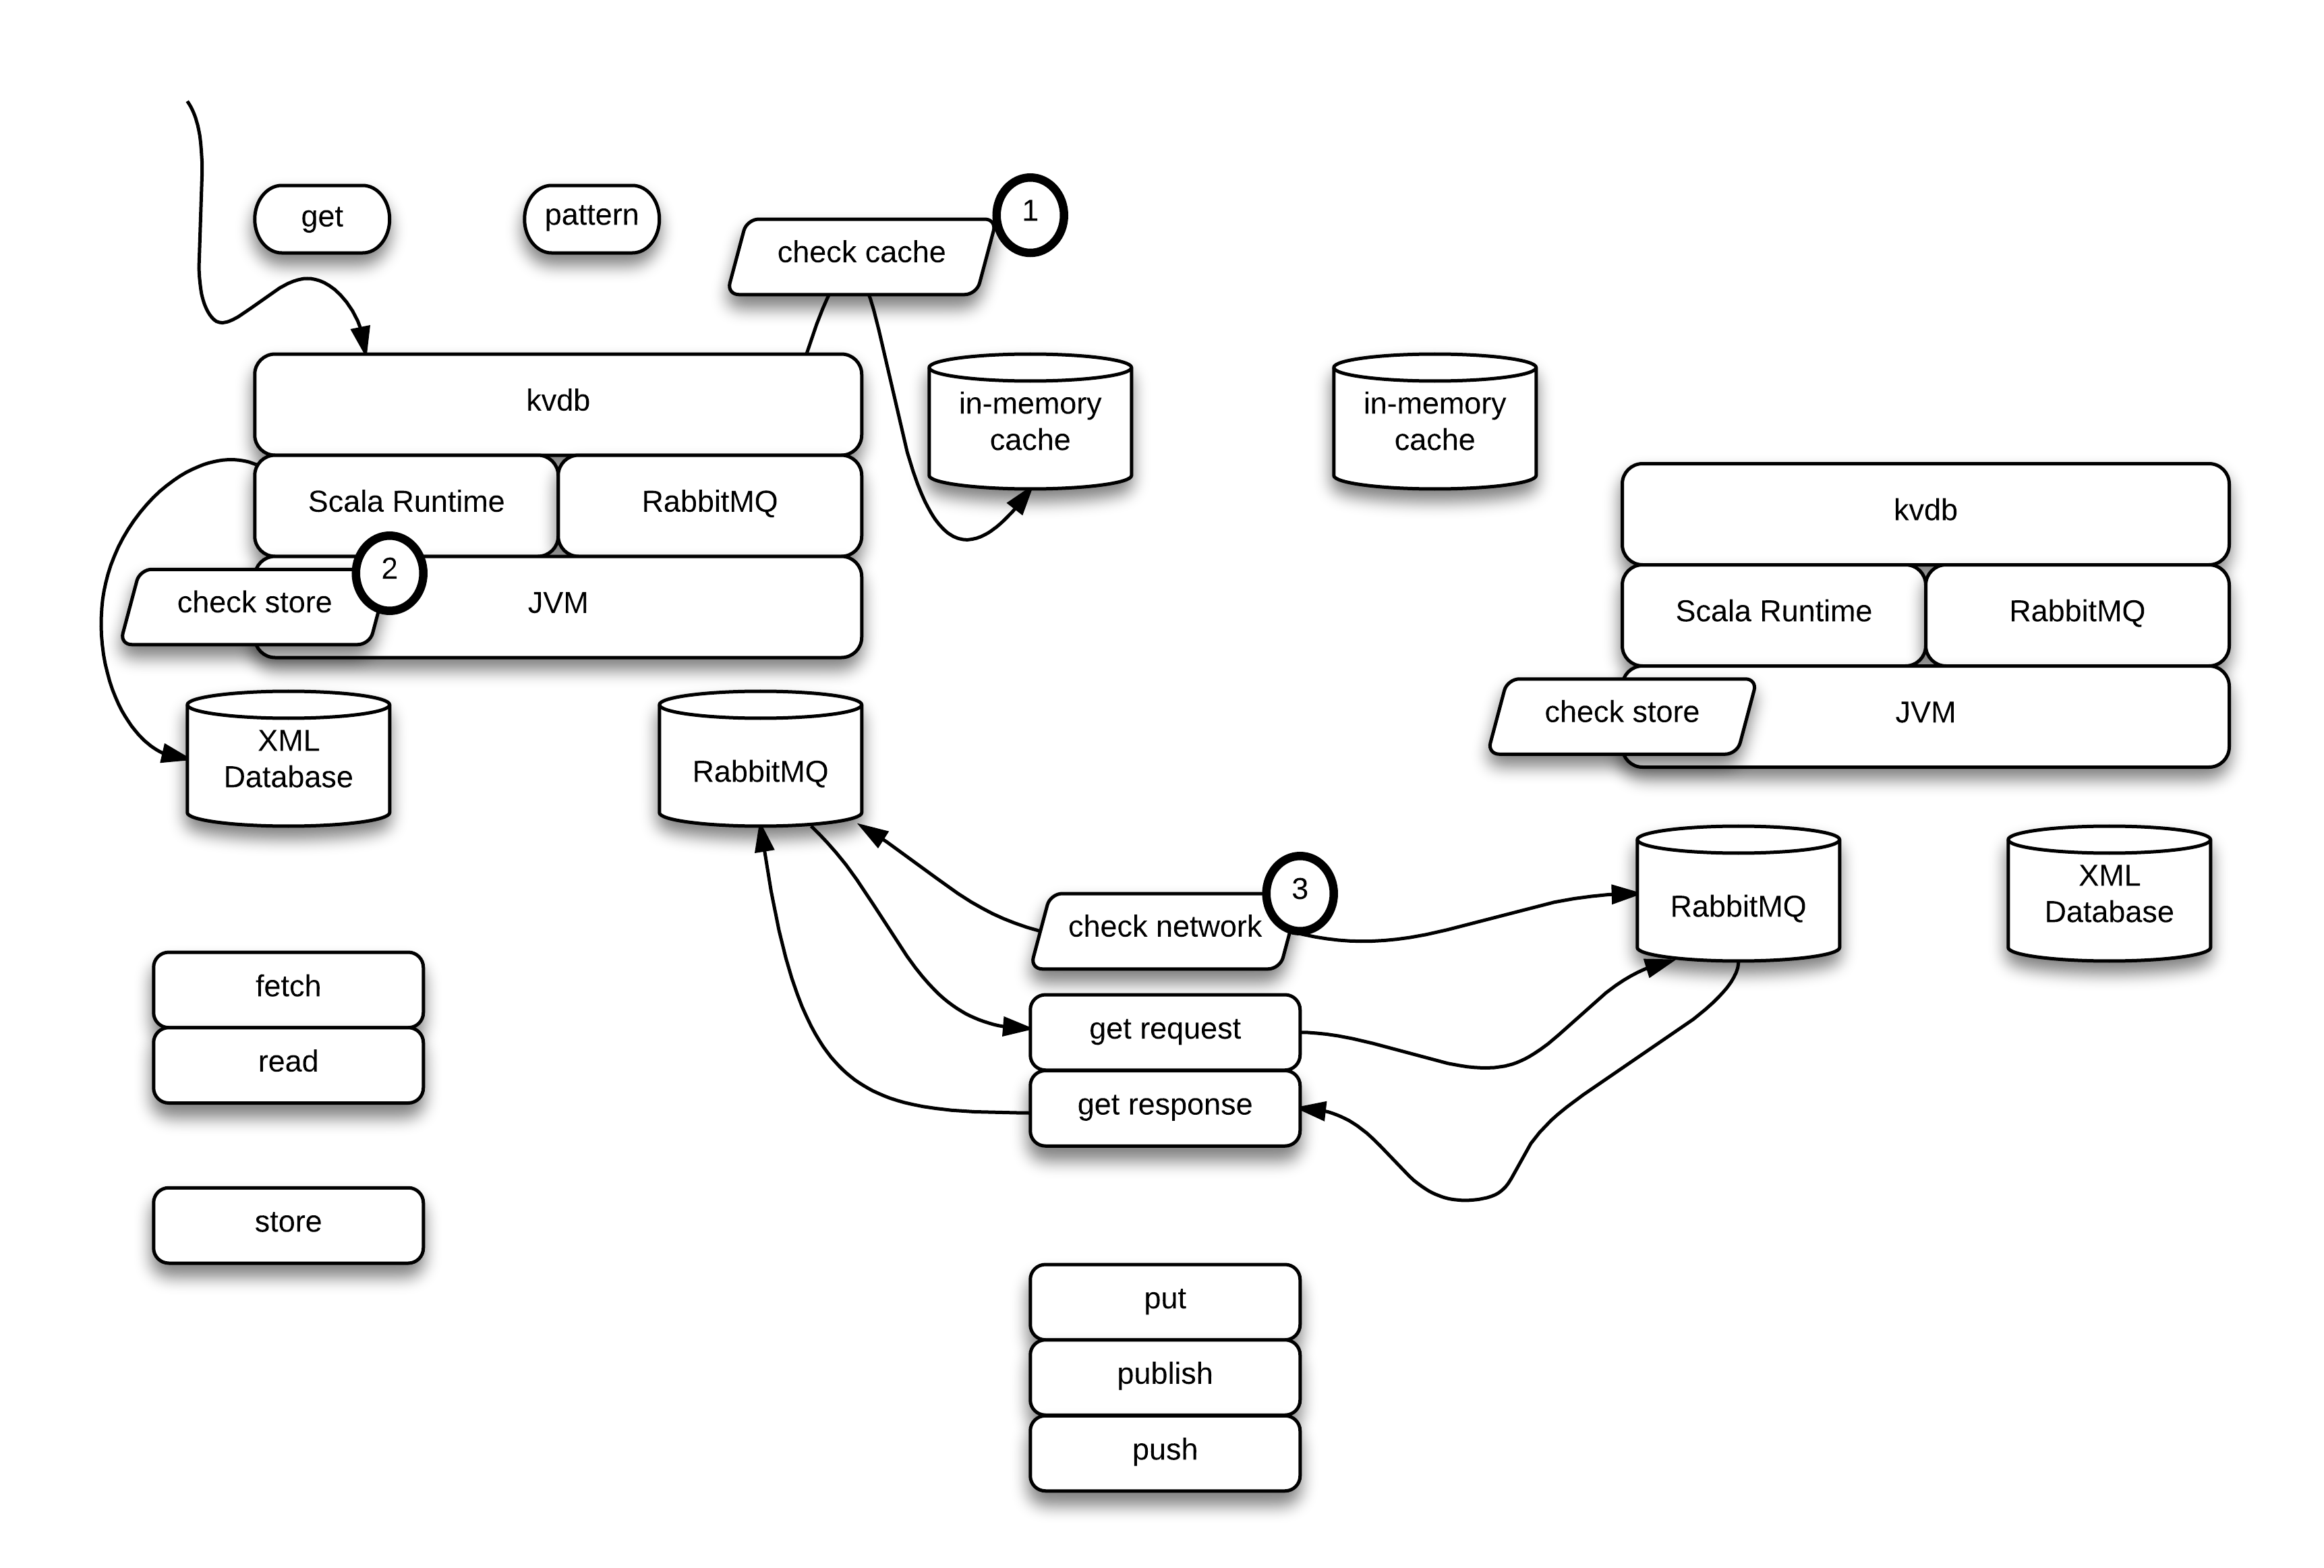 get
pattern
check cache
1
kvdb
in-memory
cache
in-memory
cache
Scala Runtime
RabbitMQ
2
check store
JVM
kvdb
Scala Runtime
RabbitMQ
check store
JVM
XML
Database
RabbitMQ
3
check network
RabbitMQ
XML
Database
fetch
read
get request
get response
store
put
publish
push